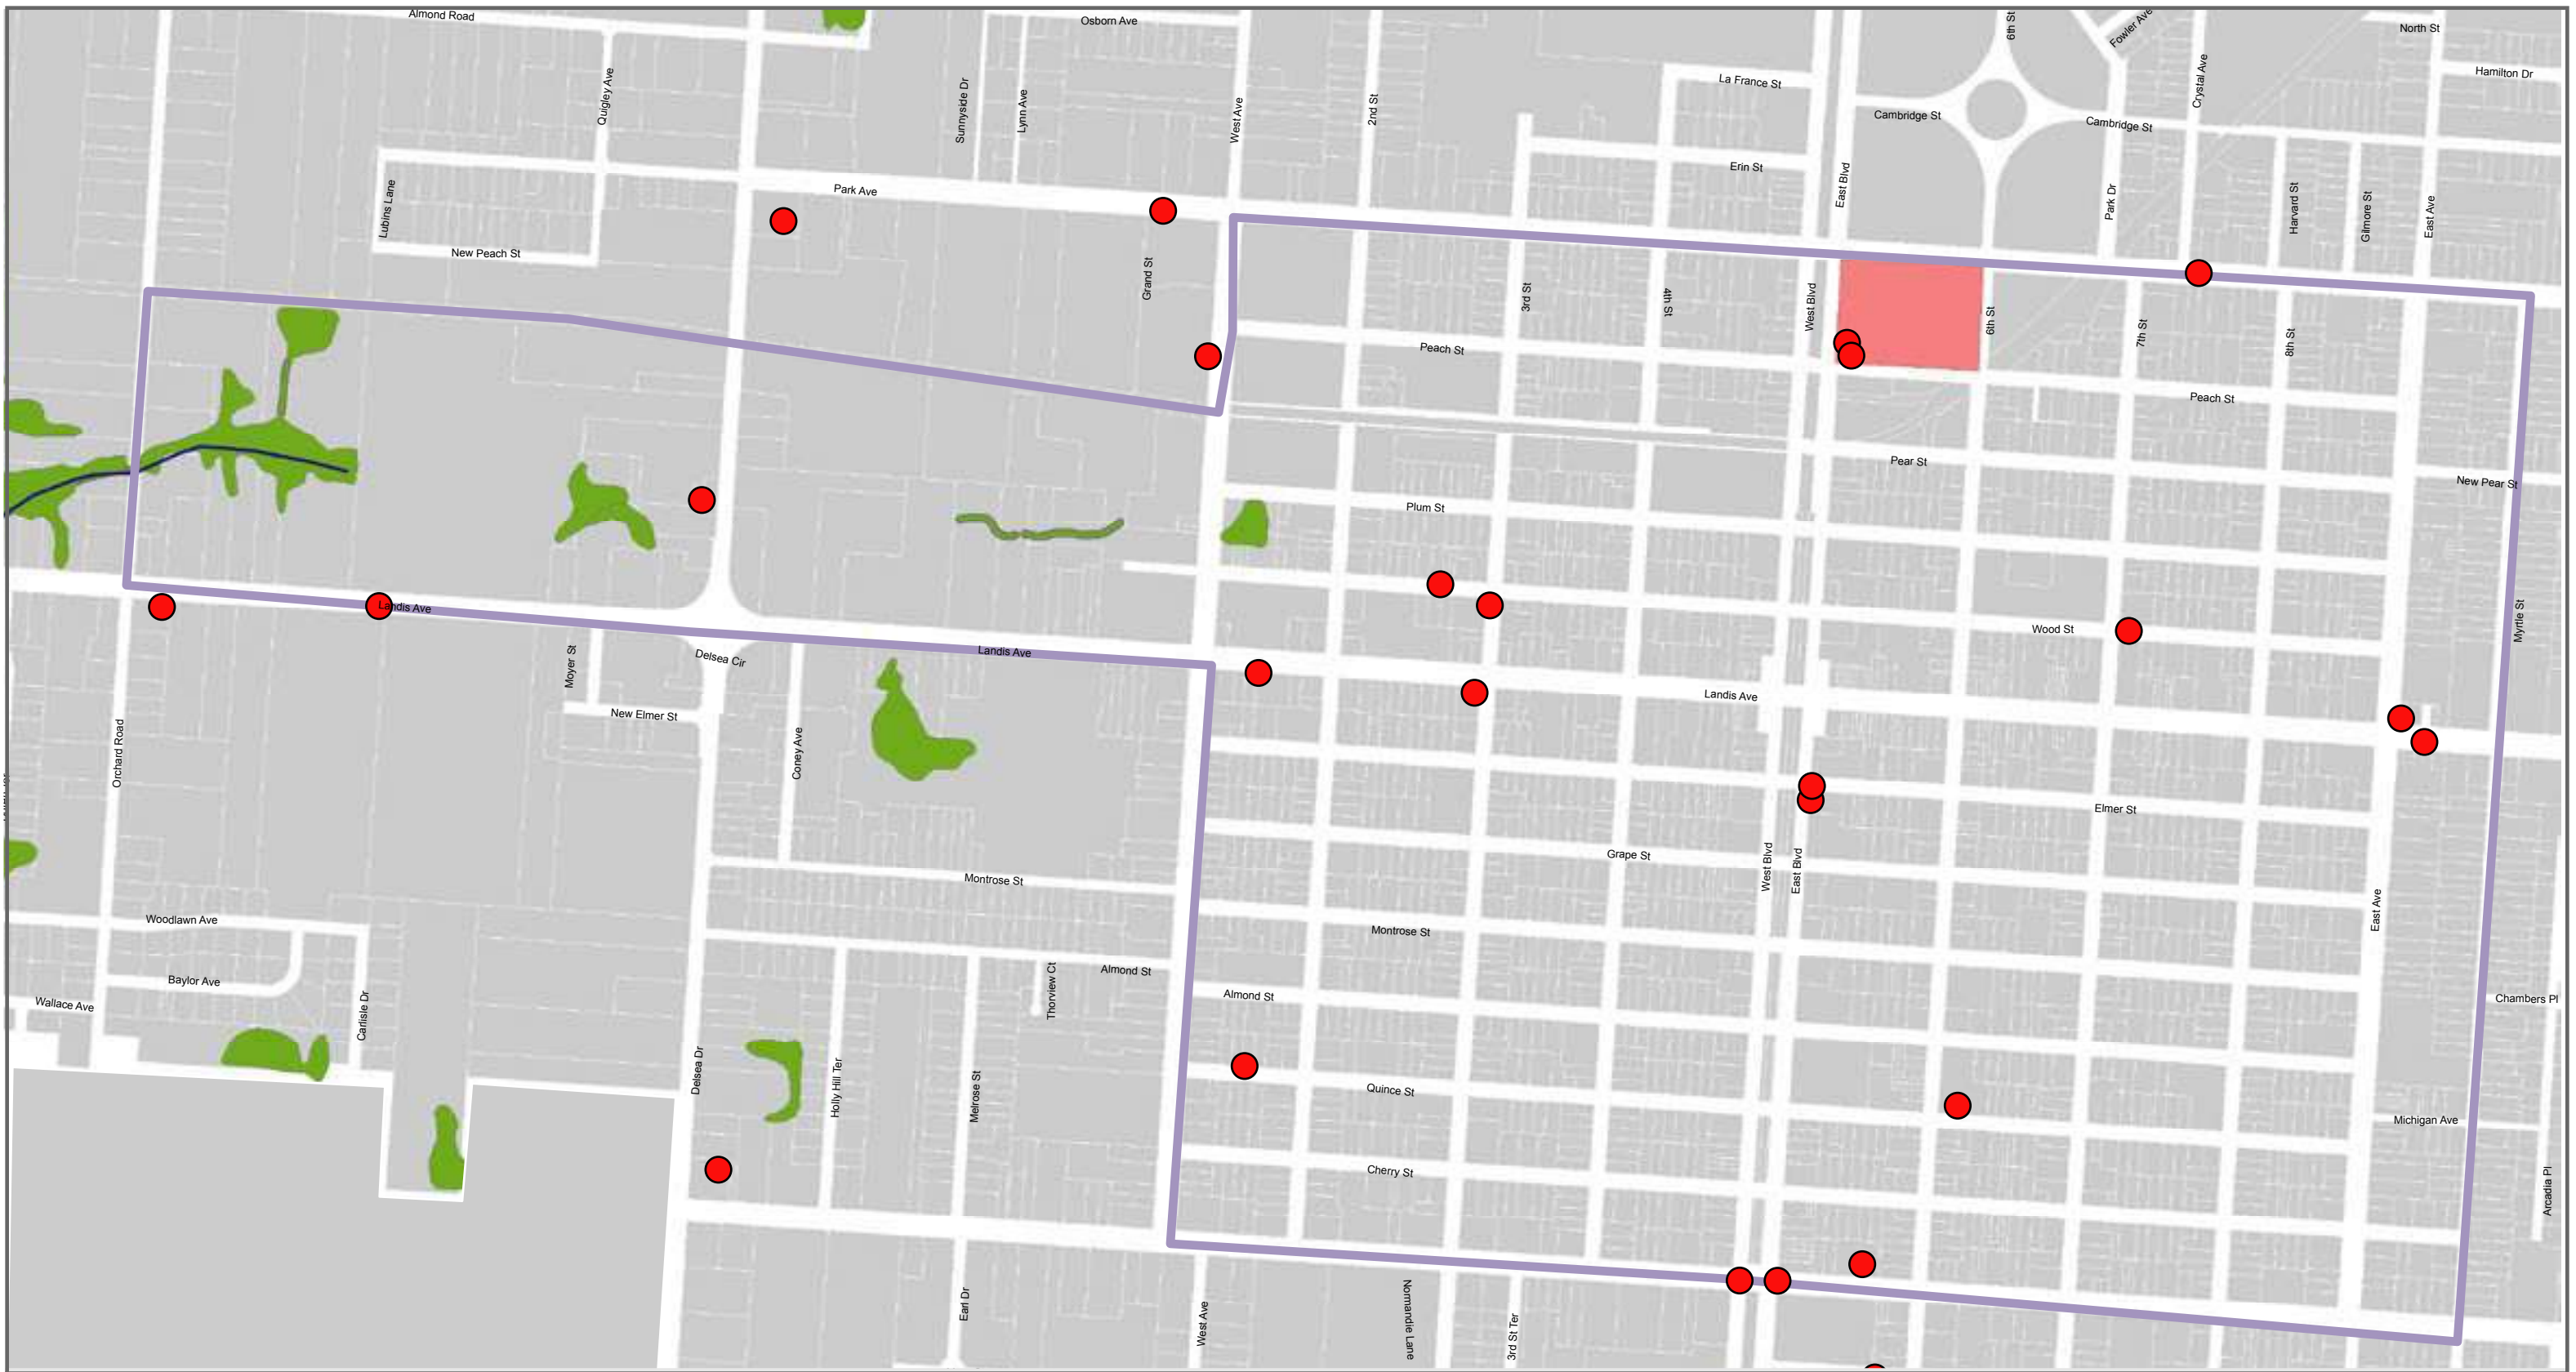 Almond Road
Osborn Ave
6th St
Fowler Ave
North St
Quigley Ave
Sunnyside Dr
Lynn Ave
West Ave
2nd St
La France St
Cambridge St
Cambridge St
Crystal Ave
Hamilton Dr
Erin St
East Blvd
Lubins Lane
Park Ave
Park Dr
Harvard St
Gilmore St
East Ave
New Peach St
Grand St
3rd St
4th St
West Blvd
6th St
7th St
8th St
Peach St
Peach St
Pear St
New Pear St
Plum St
Landis Ave
Wood St
Myrtle St
Moyer St
Delsea Cir
Landis Ave
Landis Ave
New Elmer St
Orchard Road
Coney Ave
Elmer St
Grape St
West Blvd
East Blvd
Montrose St
East Ave
Woodlawn Ave
Montrose St
Almond St
Baylor Ave
Thorview Ct
Almond St
Chambers Pl
Wallace Ave
Carlisle Dr
Delsea Dr
Holly Hill Ter
Melrose St
Quince St
Michigan Ave
Cherry St
Arcadia Pl
Earl Dr
West Ave
Normandie Lane
3rd St Ter